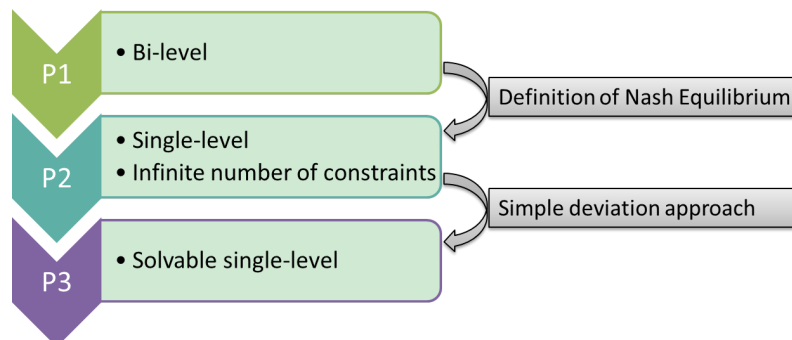 P1
• Bi-level
Definition of Nash Equilibrium
P2
• Single-level
• Infinite number of constraints
Simple deviation approach
P3
• Solvable single-level